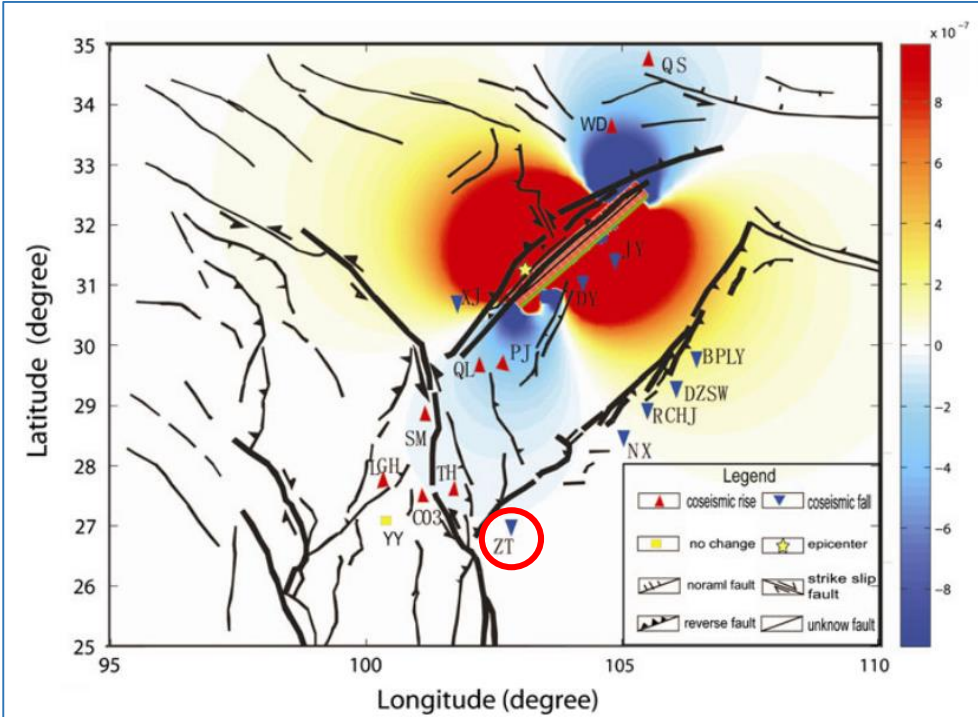 x 10⁻⁷
35
34
33
32
31
30
29
28
27
26
25
95
100
105
110
Latitude (degree)
Longitude (degree)
8
6
4
2
0
−2
−4
−6
−8
QS
WD
JY
DY
XJ
PJ
QL
BPLY
DZSW
RCHJ
NX
SM
LGH
TH
CO3
YY
ZT
Legend
coseismic rise
coseismic fall
no change
epicenter
noraml fault
strike slip
fault
reverse fault
unknow fault